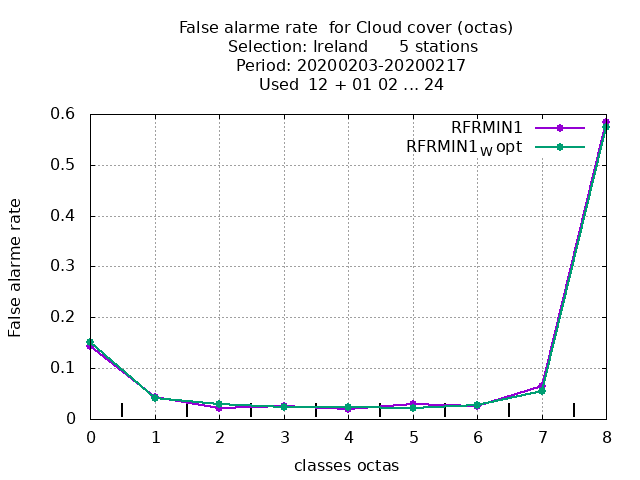 False alarme rate  for Cloud cover (octas)
Selection: Ireland      5 stations
Period: 20200203-20200217
Used  12 + 01 02 ... 24
RFRMIN1
RFRMIN1W opt
0.6
0.5
0.4
0.3
0.2
0.1
0
False alarme rate
0 1 2 3 4 5 6 7 8
classes octas